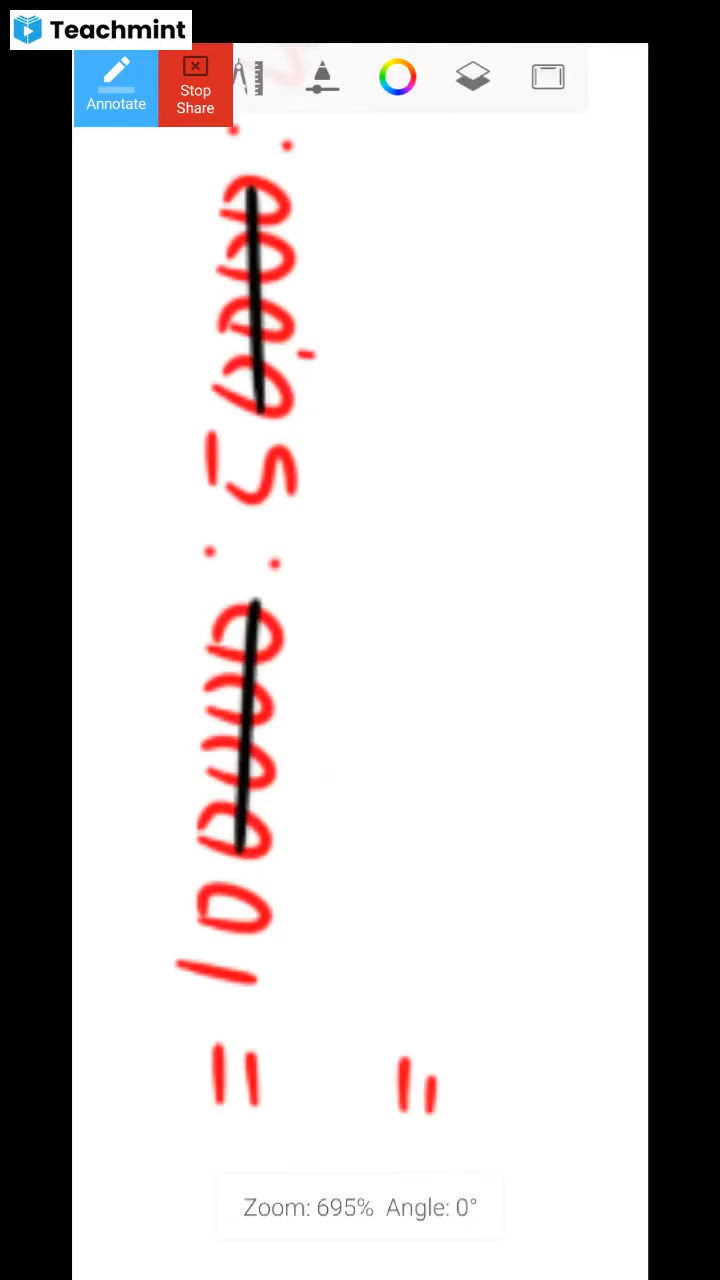 Teachmint
Annotate
Stop
Share
= 100000 : 50000 :
=
Zoom: 695% Angle: 0°